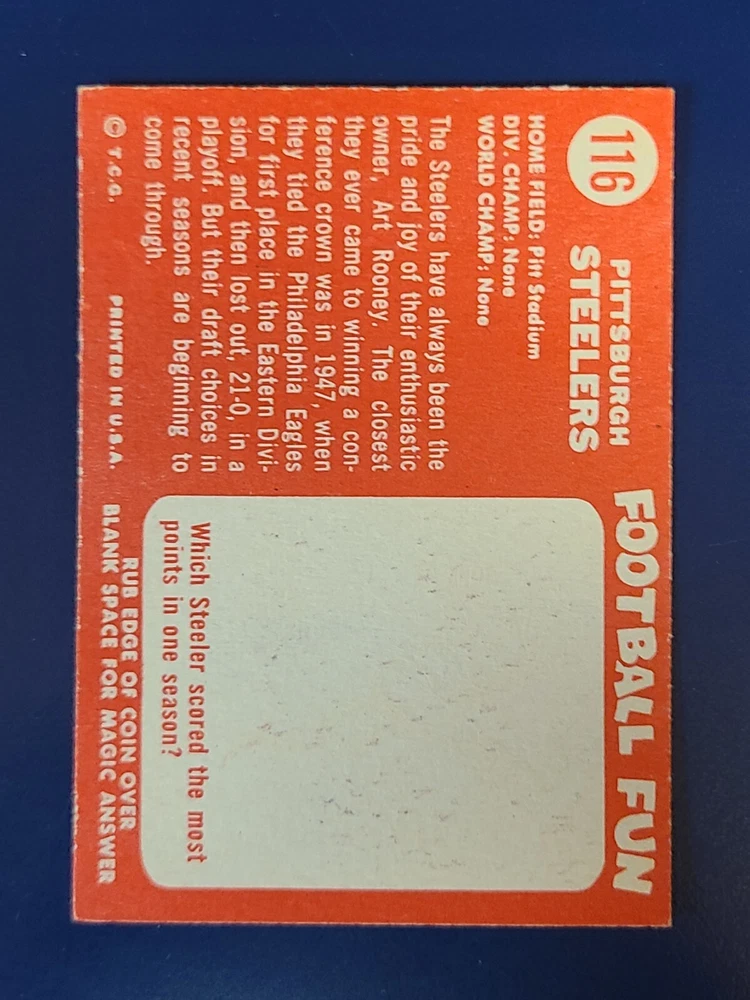 116
PITTSBURGH
STEELERS
HOME FIELD: Pitt Stadium
DIV. CHAMP: None
WORLD CHAMP: None
The Steelers have always been the
pride and joy of their enthusiastic
owner, Art Rooney. The closest
they ever came to winning a con-
ference crown was in 1947, when
they tied the Philadelphia Eagles
for first place in the Eastern Divi-
sion, and then lost out, 21-0, in a
playoff. But their draft choices in
recent seasons are beginning to
come through.
© T.C.G.
PRINTED IN U.S.A.
FOOTBALL FUN
Which Steeler scored the most
points in one season?
RUB EDGE OF COIN OVER
BLANK SPACE FOR MAGIC ANSWER